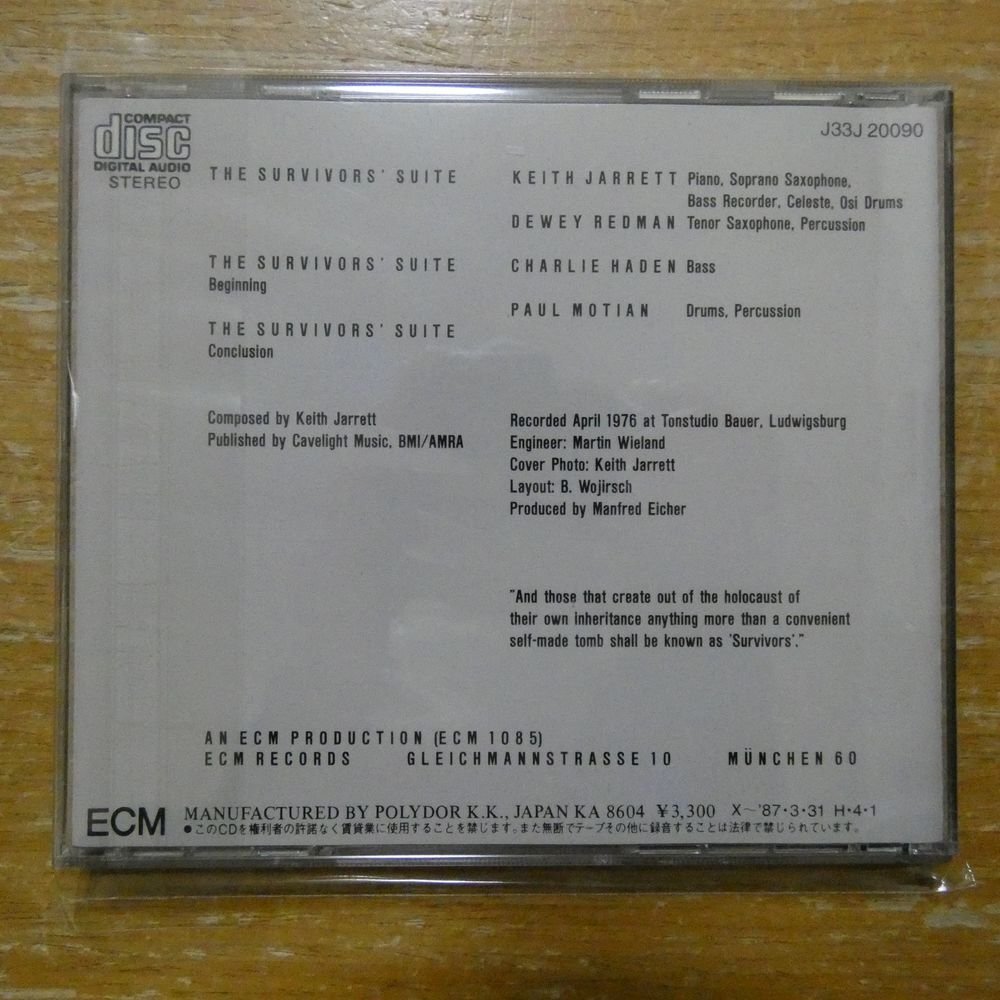 COMPACT
disc
DIGITAL AUDIO
STEREO
J33J 20090
THE SURVIVORS' SUITE
THE SURVIVORS' SUITE
Beginning
THE SURVIVORS' SUITE
Conclusion
KEITH JARRETT Piano, Soprano Saxophone,
Bass Recorder, Celeste, Osi Drums
DEWEY REDMAN Tenor Saxophone, Percussion
CHARLIE HADEN Bass
PAUL MOTIAN Drums, Percussion
Composed by Keith Jarrett
Published by Cavelight Music, BMI/AMRA
Recorded April 1976 at Tonstudio Bauer, Ludwigsburg
Engineer: Martin Wieland
Cover Photo: Keith Jarrett
Layout: B. Wojirsch
Produced by Manfred Eicher
"And those that create out of the holocaust of
their own inheritance anything more than a convenient
self-made tomb shall be known as 'Survivors'."
AN ECM PRODUCTION (ECM 1085)
ECM RECORDS GLEICHMANNSTRASSE 10 MÜNCHEN 60
ECM
MANUFACTURED BY POLYDOR K.K., JAPAN KA 8604 ¥3,300 X〜'87・3・31 H・4・1
●このCDを権利者の許諾なく賃貸業に使用することを禁じます。また無断でテープその他に録音することは法律で禁じられています。